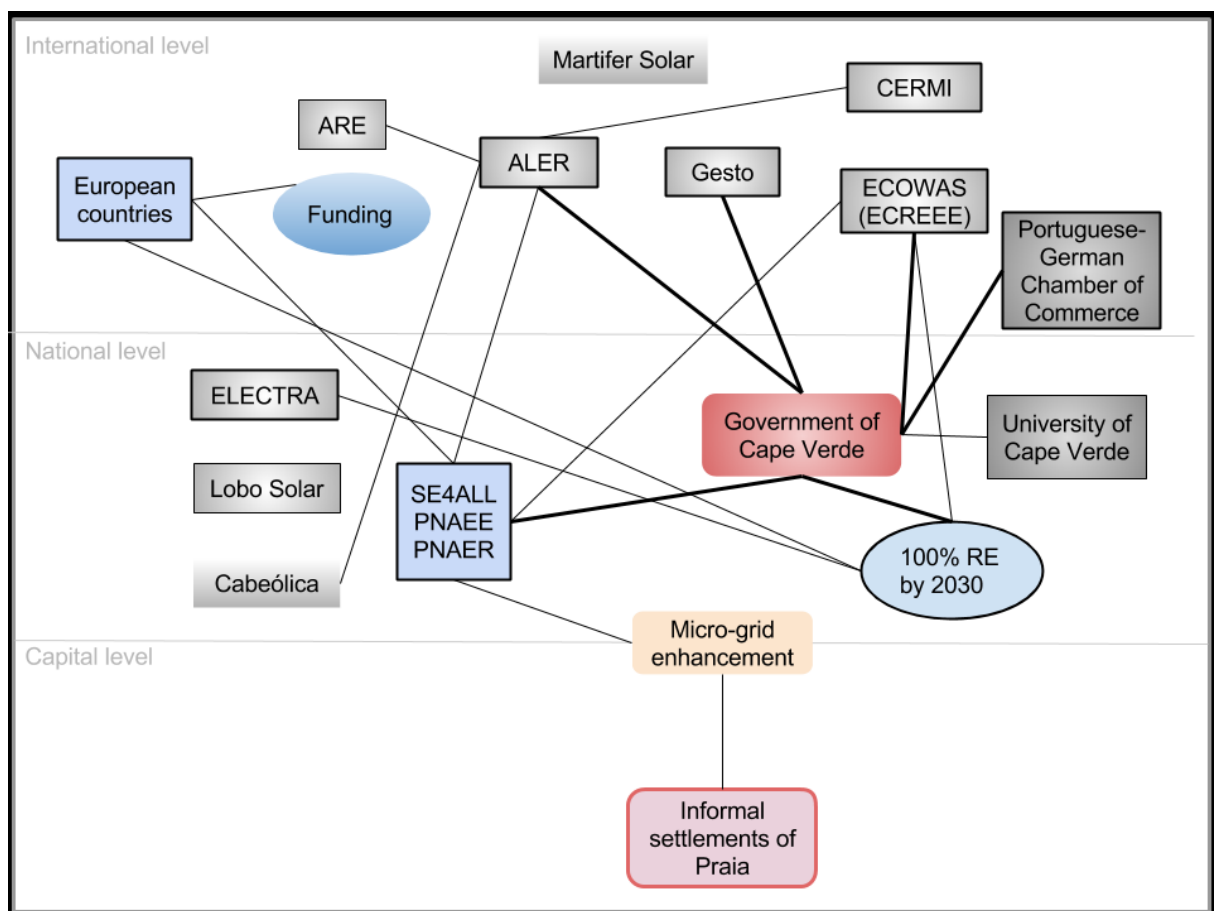 International level
Martifer Solar
CERMI
ARE
ALER
Gesto
ECOWAS
(ECREEE)
European
countries
Funding
Portuguese-
German
Chamber of
Commerce
National level
ELECTRA
Government of
Cape Verde
University of
Cape Verde
Lobo Solar
SE4ALL
PNAEE
PNAER
100% RE
by 2030
Cabeólica
Micro-grid
enhancement
Capital level
Informal
settlements of
Praia